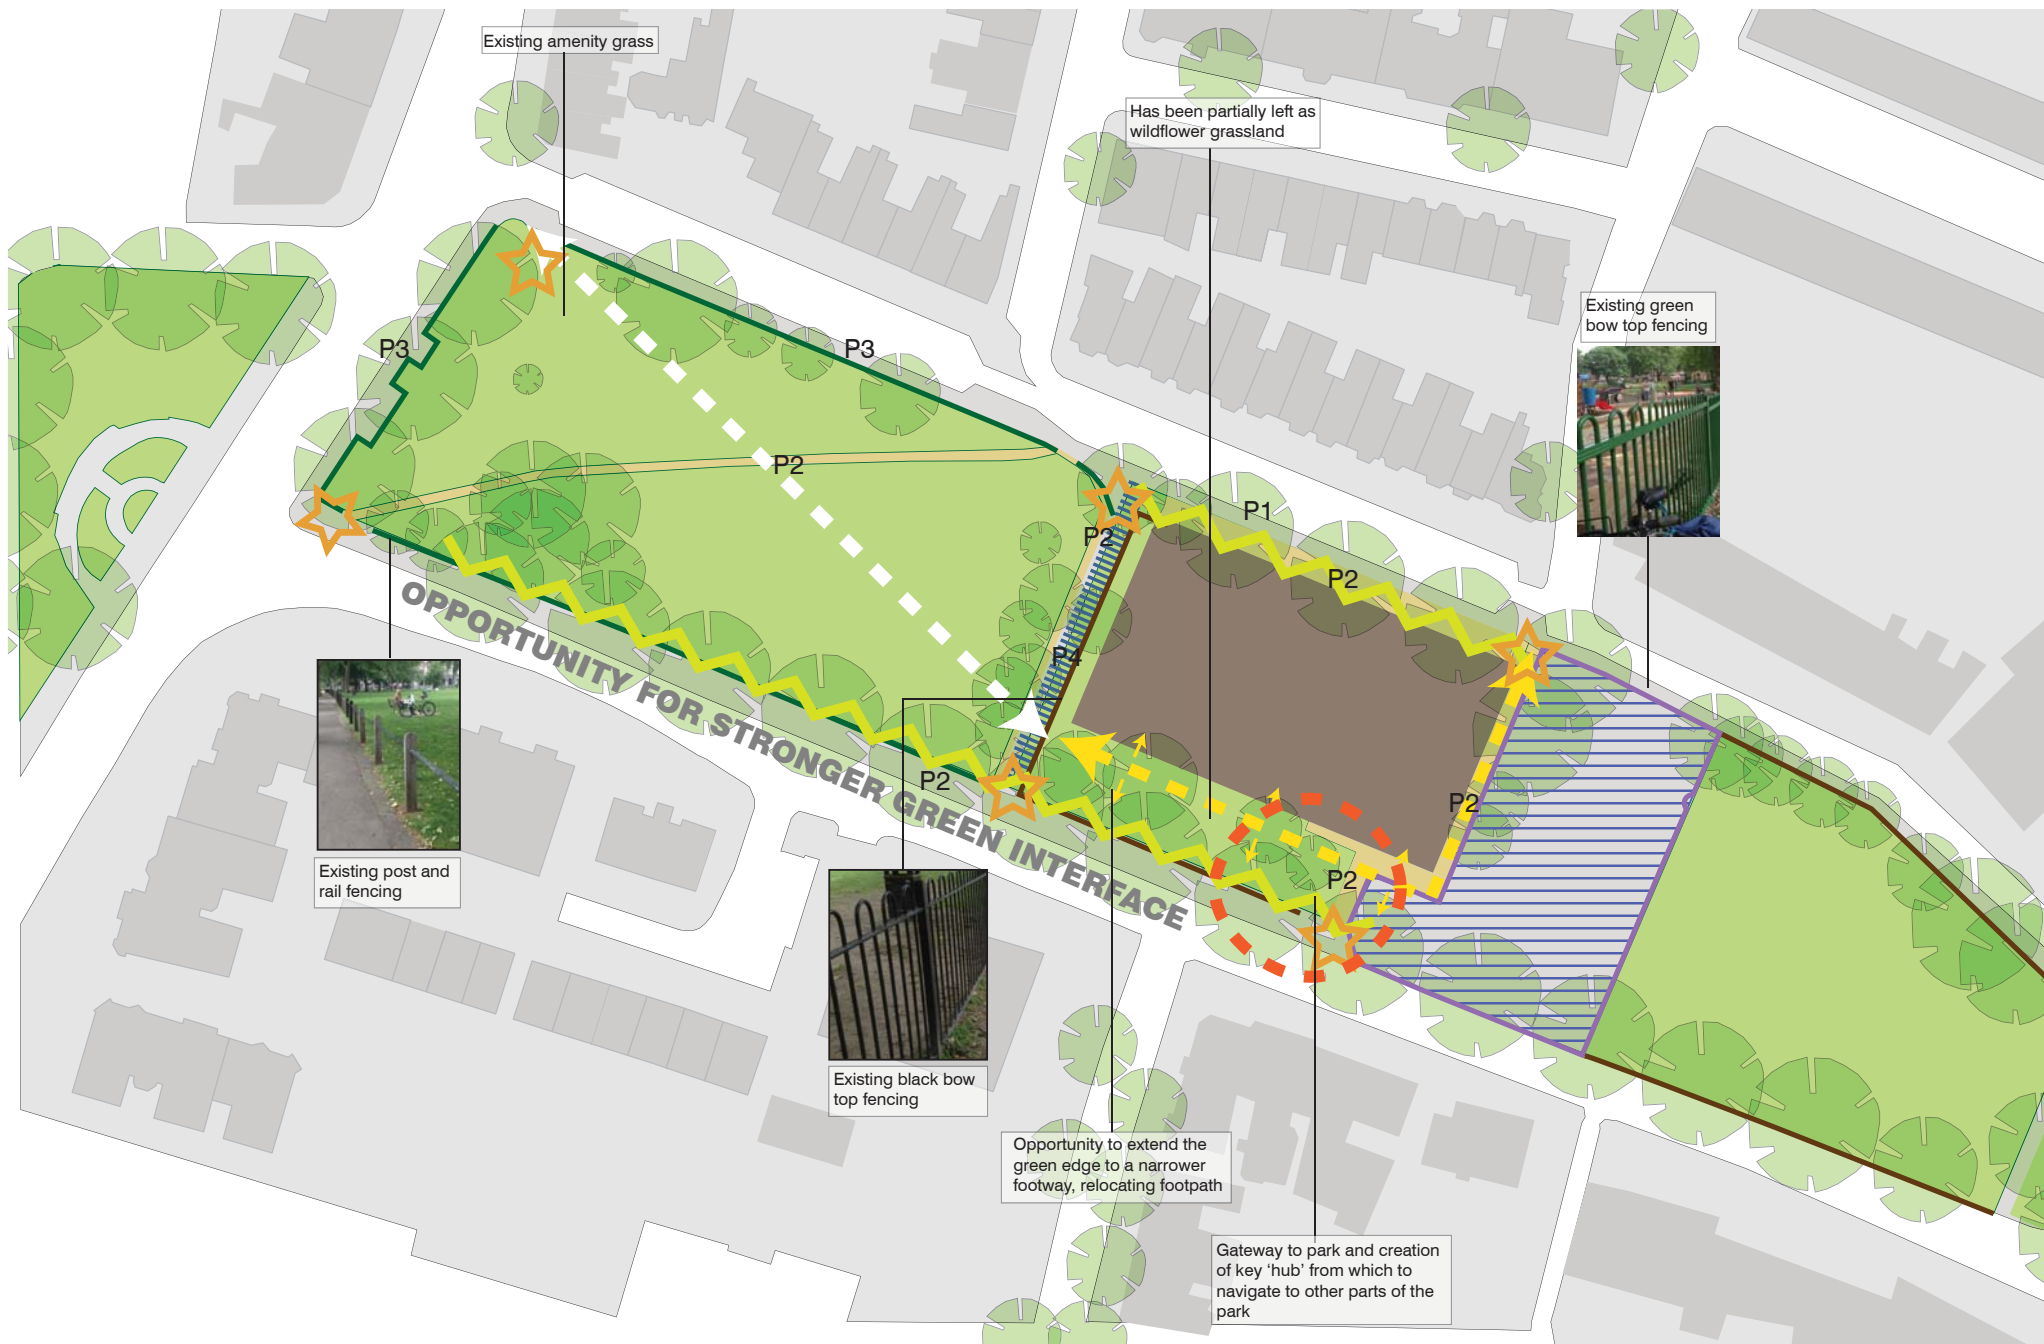 Existing amenity grass
Has been partially left as
wildflower grassland
Existing green
bow top fencing
P3
P3
P2
P1
P2
P2
P4
P2
P2
P2
OPPORTUNITY FOR STRONGER GREEN INTERFACE
Existing post and
rail fencing
Existing black bow
top fencing
Opportunity to extend the
green edge to a narrower
footway, relocating footpath
Gateway to park and creation
of key ‘hub’ from which to
navigate to other parts of the
park